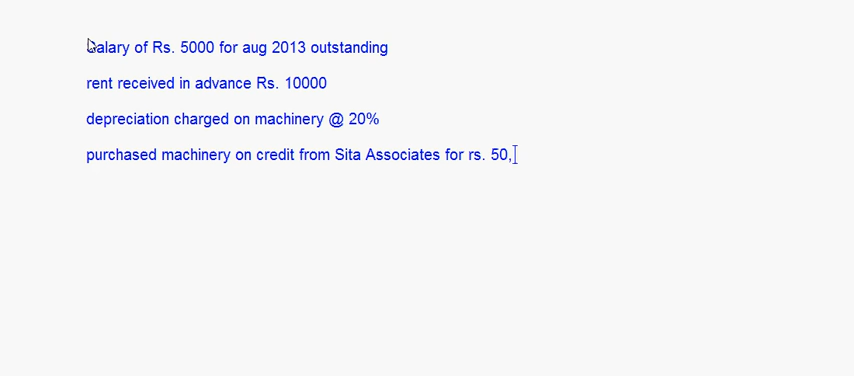 Salary of Rs. 5000 for aug 2013 outstanding
rent received in advance Rs. 10000
depreciation charged on machinery @ 20%
purchased machinery on credit from Sita Associates for rs. 50,